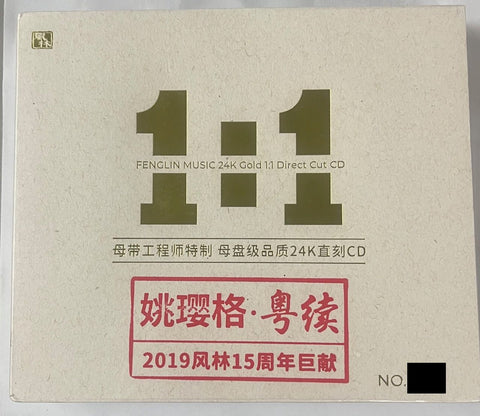 風林
1:1
FENGLIN MUSIC 24K Gold 1:1 Direct Cut CD
母带工程师特制 母盘级品质24K直刻CD
姚璎格·粤续
2019风林15周年巨献
NO.